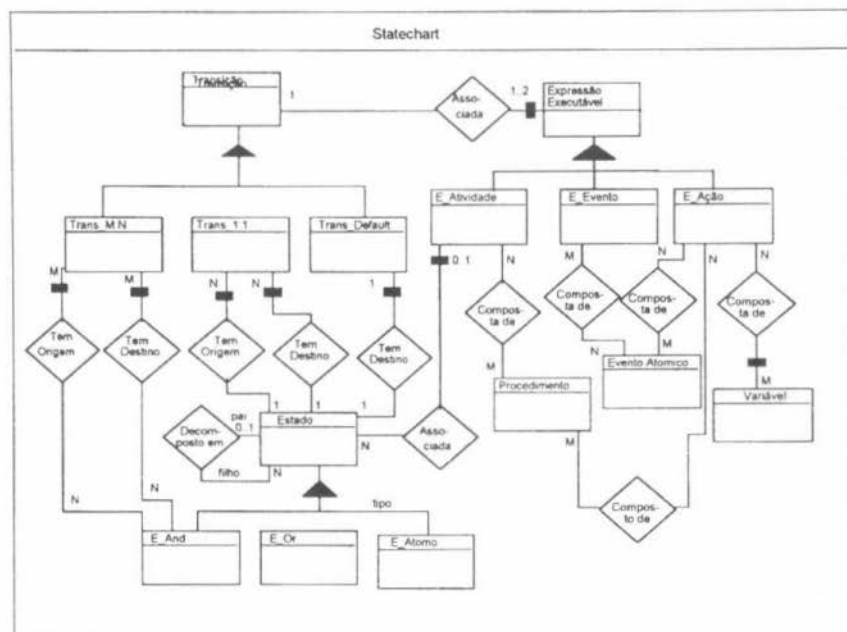 Statechart
Transição
1
Asso-
ciada
1..2
Expressão
Executável
E_Atividade
E_Evento
E_Ação
Trans_M:N
Trans_1:1
Trans_Default
0..1
N
M
N
N
N
M
M
N
N
1
Compos-
ta de
Compos-
ta de
Compos-
ta de
Compos-
ta de
Tem
Origem
Tem
Destino
Tem
Origem
Tem
Destino
Tem
Destino
M
N
M
M
Procedimento
Evento Atomico
Variável
1
1
1
pai
0..1
Decom-
posto em
filho
N
Estado
N
Asso-
ciada
M
N
Compos-
to de
tipo
N
N
E_And
E_Or
E_Atomo